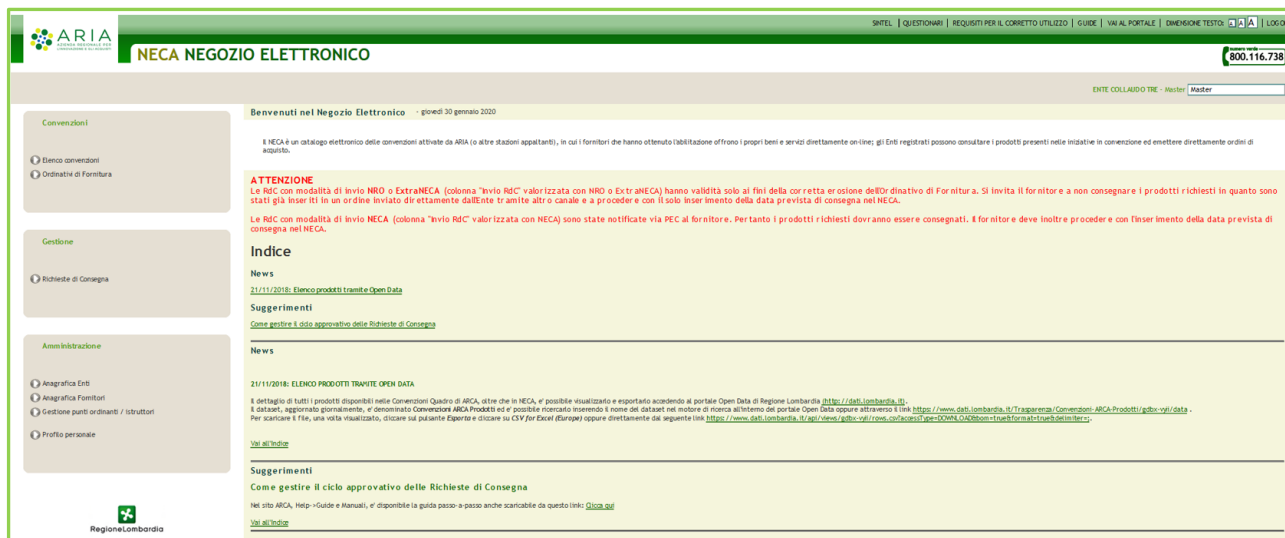 SINTEL | QUESTIONARI | REQUISITI PER IL CORRETTO UTILIZZO | GUIDE | VAI AL PORTALE | DIMENSIONE TESTO: A A A | LOGO
ARIA
AZIENDA REGIONALE PER
L'INNOVAZIONE E GLI ACQUISTI
NECA NEGOZIO ELETTRONICO
numero verde
800.116.738
ENTE COLLAUDO TRE - Master Master
Convenzioni
Elenco convenzioni
Ordinativi di Fornitura
Gestione
Richieste di Consegna
Amministrazione
Anagrafica Enti
Anagrafica Fornitori
Gestione punti ordinanti / istruttori
Profilo personale
RegioneLombardia
Benvenuti nel Negozio Elettronico - giovedì 30 gennaio 2020
Il NECA è un catalogo elettronico delle convenzioni attivate da ARIA (o altre stazioni appaltanti), in cui i fornitori che hanno ottenuto l'abilitazione offrono i propri beni e servizi direttamente on-line; gli Enti registrati possono consultare i prodotti presenti nelle iniziative in convenzione ed emettere direttamente ordini di
acquisto.
ATTENZIONE
Le RdC con modalità di invio NRO o ExtraNECA (colonna "Invio RdC" valorizzata con NRO o ExtraNECA) hanno validità solo ai fini della corretta erosione dell'Ordinativo di Fornitura. Si invita il fornitore a non consegnare i prodotti richiesti in quanto sono
stati già inseriti in un ordine inviato direttamente dall'Ente tramite altro canale e a procedere con il solo inserimento della data prevista di consegna nel NECA.
Le RdC con modalità di invio NECA (colonna "Invio RdC" valorizzata con NECA) sono state notificate via PEC al fornitore. Pertanto i prodotti richiesti dovranno essere consegnati. Il fornitore deve inoltre procedere con l'inserimento della data prevista di
consegna nel NECA.
Indice
News
21/11/2018: Elenco prodotti tramite Open Data
Suggerimenti
Come gestire il ciclo approvativo delle Richieste di Consegna
News
21/11/2018: ELENCO PRODOTTI TRAMITE OPEN DATA
Il dettaglio di tutti i prodotti disponibili nelle Convenzioni Quadro di ARCA, oltre che in NECA, e' possibile visualizzarlo e esportarlo accedendo al portale Open Data di Regione Lombardia (http://dati.lombardia.it).
Il dataset, aggiornato giornalmente, e' denominato Convenzioni ARCA Prodotti ed e' possibile ricercarlo inserendo il nome del dataset nel motore di ricerca all'interno del portale Open Data oppure attraverso il link https://www.dati.lombardia.it/Trasparenza/Convenzioni-ARCA-Prodotti/gdbx-vyii/data .
Per scaricare il file, una volta visualizzato, cliccare sul pulsante Esporta e cliccare su CSV for Excel (Europe) oppure direttamente dal seguente link https://www.dati.lombardia.it/api/views/gdbx-vyii/rows.csv?accessType=DOWNLOAD&bom=true&format=true&delimiter=;.
Vai all'Indice
Suggerimenti
Come gestire il ciclo approvativo delle Richieste di Consegna
Nel sito ARCA, Help->Guide e Manuali, e' disponibile la guida passo-a-passo anche scaricabile da questo link: Clicca qui
Vai all'Indice